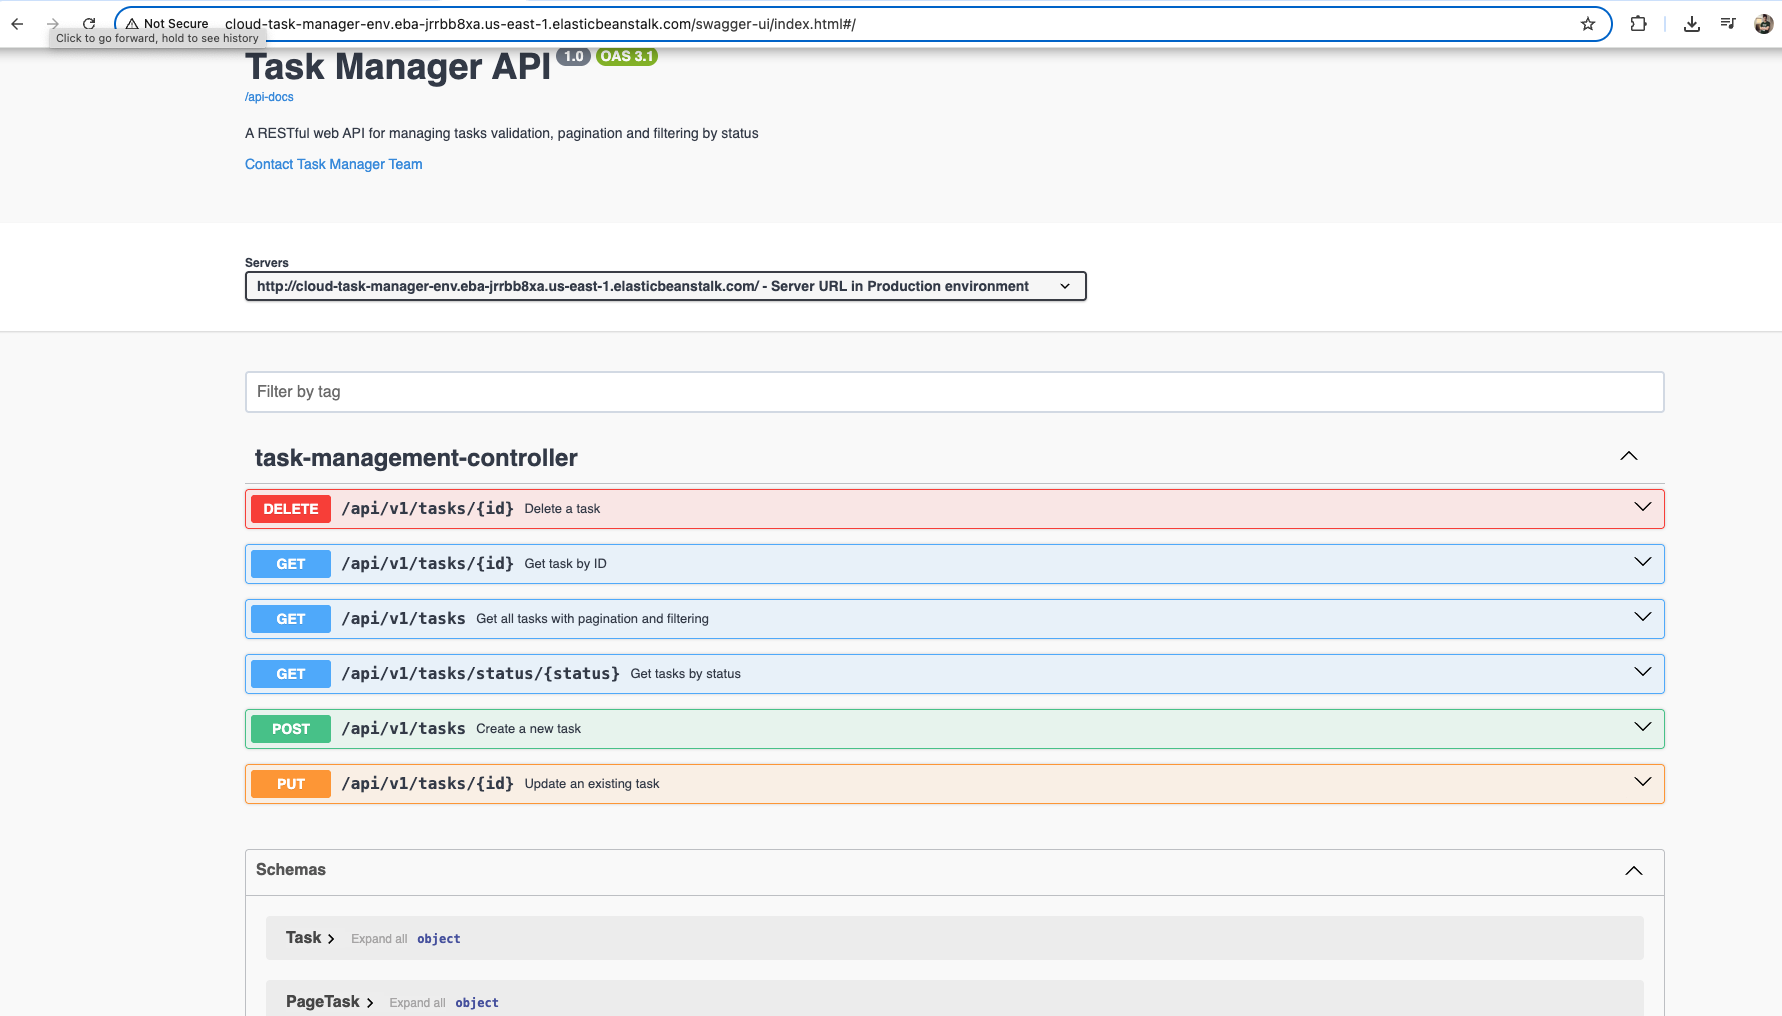 Not Secure cloud-task-manager-env.eba-jrrbb8xa.us-east-1.elasticbeanstalk.com/swagger-ui/index.html#/
Click to go forward, hold to see history
Task Manager API 1.0 OAS 3.1
/api-docs
A RESTful web API for managing tasks validation, pagination and filtering by status
Contact Task Manager Team
Servers
http://cloud-task-manager-env.eba-jrrbb8xa.us-east-1.elasticbeanstalk.com/ - Server URL in Production environment
Filter by tag
task-management-controller
DELETE /api/v1/tasks/{id} Delete a task
GET /api/v1/tasks/{id} Get task by ID
GET /api/v1/tasks Get all tasks with pagination and filtering
GET /api/v1/tasks/status/{status} Get tasks by status
POST /api/v1/tasks Create a new task
PUT /api/v1/tasks/{id} Update an existing task
Schemas
Task Expand all object
PageTask Expand all object